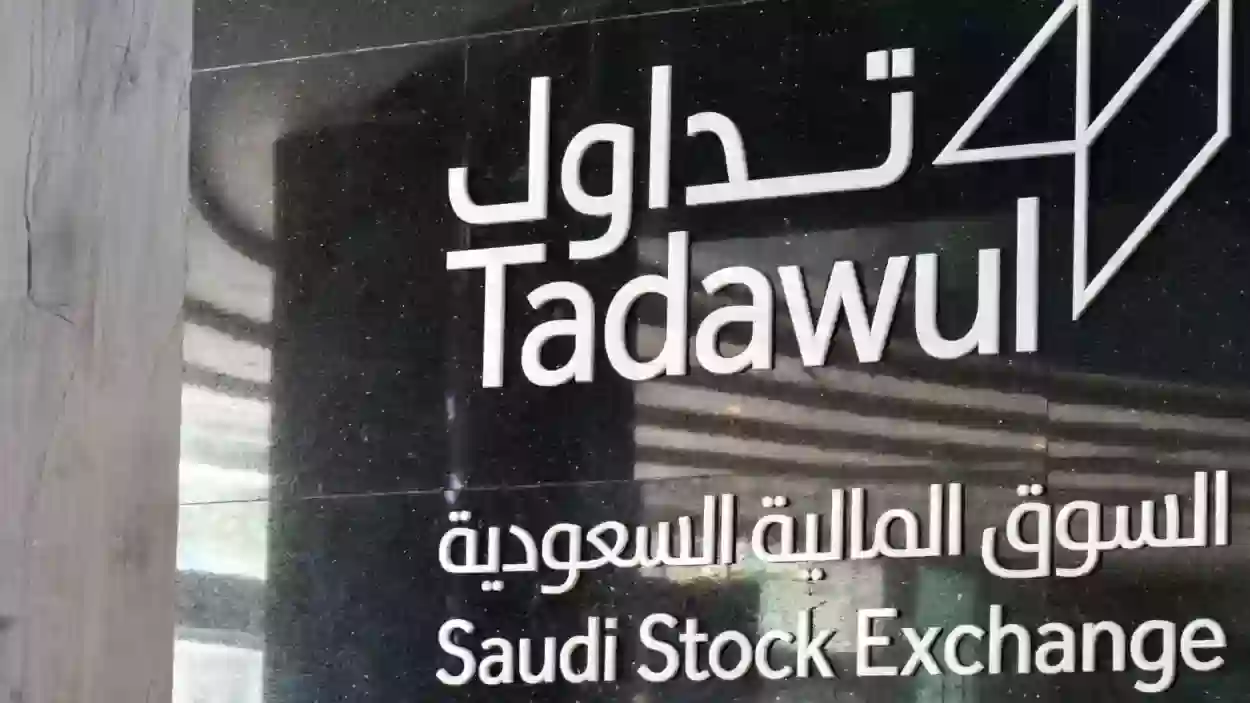 تداول
Tadawul
السوق المالية السعودية
Saudi Stock Exchange